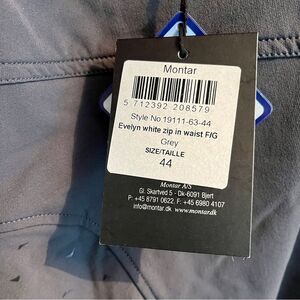 Montar
5 712392 208579
Style No.19111-63-44
Evelyn white zip in waist F/G
Grey
SIZE/TAILLE
44
Montar A/S
Gl. Skartved 5 - Dk-6091 Bjert
P: +45 8791 0622. F: +45 6980 4107
info@montar.dk www.montar.dk